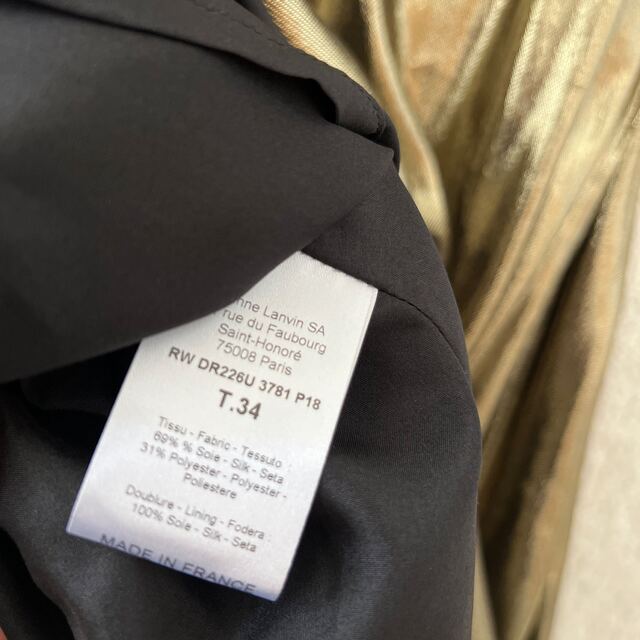 nne Lanvin SA
rue du Faubourg
Saint-Honoré
75008 Paris
RW DR226U 3781 P18
T.34
Tissu - Fabric - Tessuto :
69% % Soie - Silk - Seta
31% Polyester - Polyester -
Poliestere
Doublure - Lining - Fodera :
100% Soie - Silk - Seta
MADE IN FRANCE